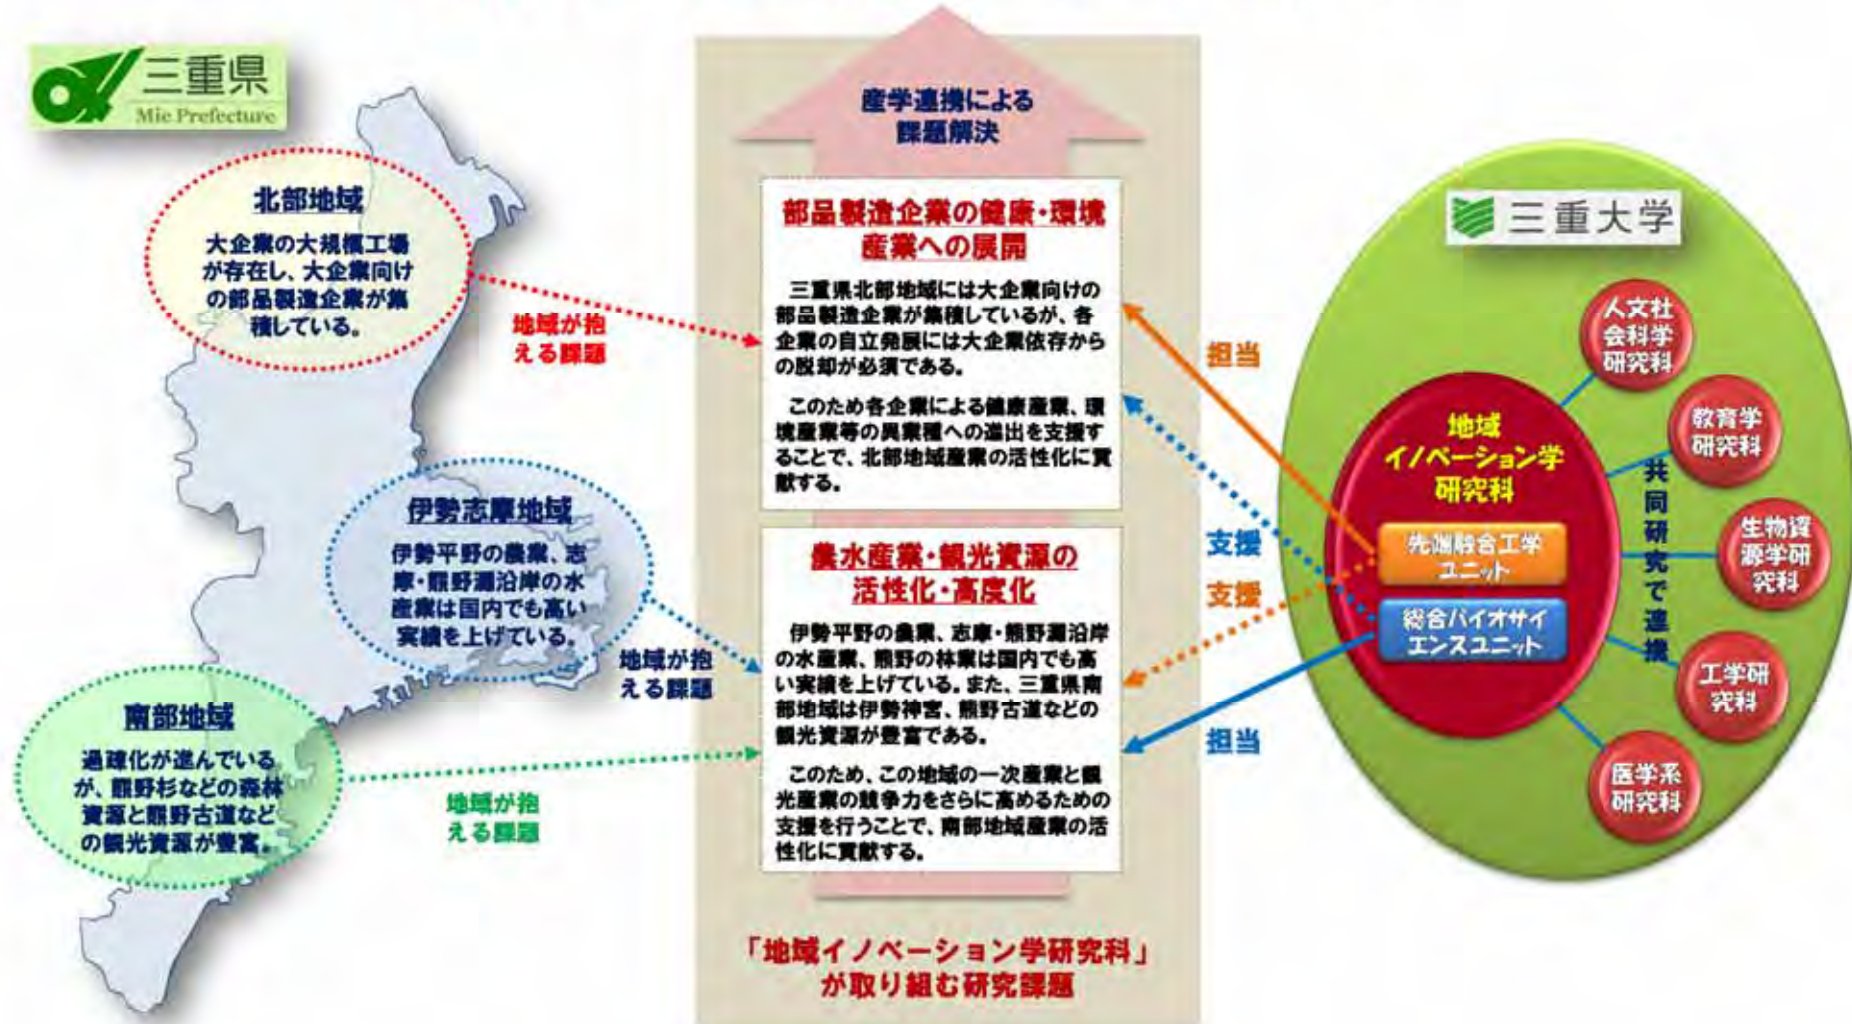 三重県
Mie Prefecture
北部地域
大企業の大規模工場
が存在し、大企業向け
の部品製造企業が集
積している。
地域が抱
える課題
伊勢志摩地域
伊勢平野の農業、志
摩・熊野灘沿岸の水
産業は国内でも高い
実績を上げている。
地域が抱
える課題
南部地域
過疎化が進んでいる
が、熊野杉などの森林
資源と熊野古道など
の観光資源が豊富。
地域が抱
える課題
産学連携による
課題解決
部品製造企業の健康・環境
産業への展開
三重県北部地域には大企業向けの
部品製造企業が集積しているが、各
企業の自立発展には大企業依存から
の脱却が必須である。
このため各企業による健康産業、環
境産業等の異業種への進出を支援す
ることで、北部地域産業の活性化に貢
献する。
農水産業・観光資源の
活性化・高度化
伊勢平野の農業、志摩・熊野灘沿岸
の水産業、熊野の林業は国内でも高
い実績を上げている。また、三重県南
部地域は伊勢神宮、熊野古道などの
観光資源が豊富である。
このため、この地域の一次産業と観
光産業の競争力をさらに高めるための
支援を行うことで、南部地域産業の活
性化に貢献する。
「地域イノベーション学研究科」
が取り組む研究課題
担当
支援
支援
担当
三重大学
地域
イノベーション学
研究科
先端融合工学
ユニット
総合バイオサイ
エンスユニット
共同研究で連携
人文社
会科学
研究科
教育学
研究科
生物資
源学研
究科
工学研
究科
医学系
研究科